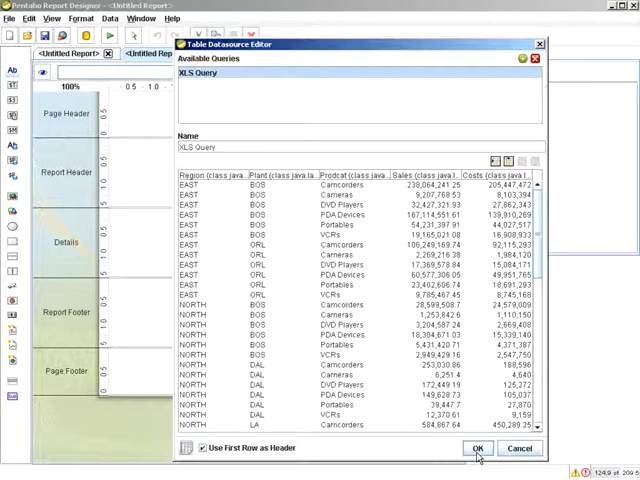 Pentaho Report Designer
File Edit View Format Data Window Help
<Untitled Report> <Untitled Rep
100% 0.5 1.0
Page Header
Report Header
Details
Report Footer
Page Footer
Table Datasource Editor
Available Queries
XLS Query
Name
XLS Query
Region (class java. Plant (class java.la... Prodcat (class java.... Sales (class java.l... Costs (class java.l...
EAST BOS Camcorders 238,064,241.25 205,447,472
EAST BOS Cameras 9,207,768.53 8,103,394
EAST BOS DVD Players 32,427,321.93 27,862,343
EAST BOS PDA Devices 167,114,551.61 139,910,269
EAST BOS Portables 54,231,397.91 44,027,517
EAST BOS VCRs 19,165,021.08 16,908,933
EAST ORL Camcorders 106,249,169.74 92,115,293
EAST ORL Cameras 2,269,216.38 1,984,120
EAST ORL DVD Players 17,369,578.84 15,084,171
EAST ORL PDA Devices 60,577,306.05 49,951,765
EAST ORL Portables 23,402,606.74 18,691,293
EAST ORL VCRs 9,785,467.45 8,745,168
NORTH BOS Camcorders 28,599,508.7 24,579,009
NORTH BOS Cameras 1,253,842.6 1,110,150
NORTH BOS DVD Players 3,204,587.24 2,669,408
NORTH BOS PDA Devices 18,304,671.03 15,339,140
NORTH BOS Portables 5,431,420.71 4,371,387
NORTH BOS VCRs 2,949,429.16 2,547,750
NORTH DAL Camcorders 253,030.86 188,596
NORTH DAL Cameras 6,251.4 4,640
NORTH DAL DVD Players 172,449.19 125,272
NORTH DAL PDA Devices 149,628.73 105,037
NORTH DAL Portables 39,447.7 27,870
NORTH DAL VCRs 12,370.61 9,159
NORTH LA Camcorders 584,867.64 450,289.25
Use First Row as Header
OK Cancel
124.9 of 209.5